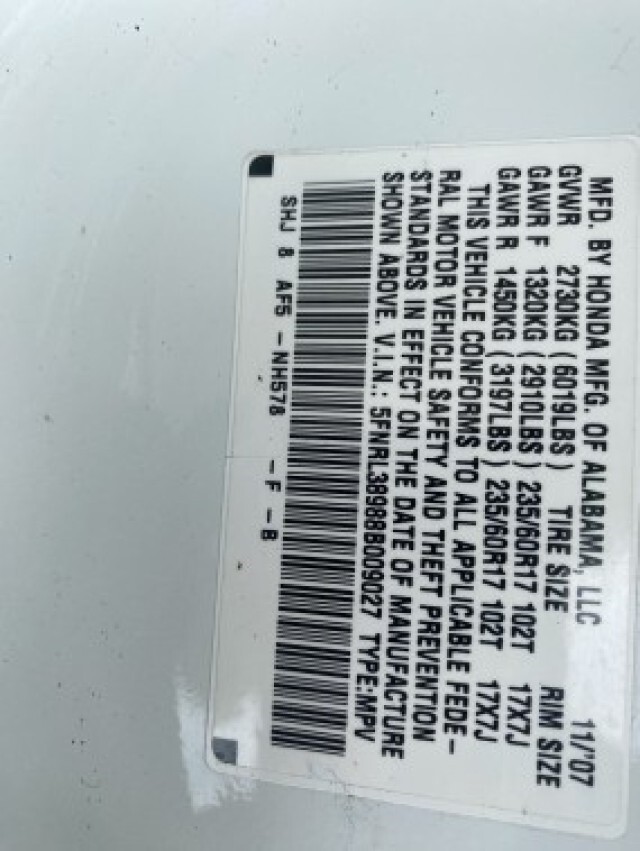 MFD. BY HONDA MFG. OF ALABAMA, LLC 11/'07
GVWR 2730KG (6019LBS) TIRE SIZE RIM SIZE
GAWR F 1320KG (2910LBS) 235/60R17 102T 17X7J
GAWR R 1450KG (3197LBS) 235/60R17 102T 17X7J
THIS VEHICLE CONFORMS TO ALL APPLICABLE FEDE-
RAL MOTOR VEHICLE SAFETY AND THEFT PREVENTION
STANDARDS IN EFFECT ON THE DATE OF MANUFACTURE
SHOWN ABOVE. V.I.N.: 5FNRL38988B009027 TYPE:MPV
SHJ 8 AF5 -NH578 -F -B